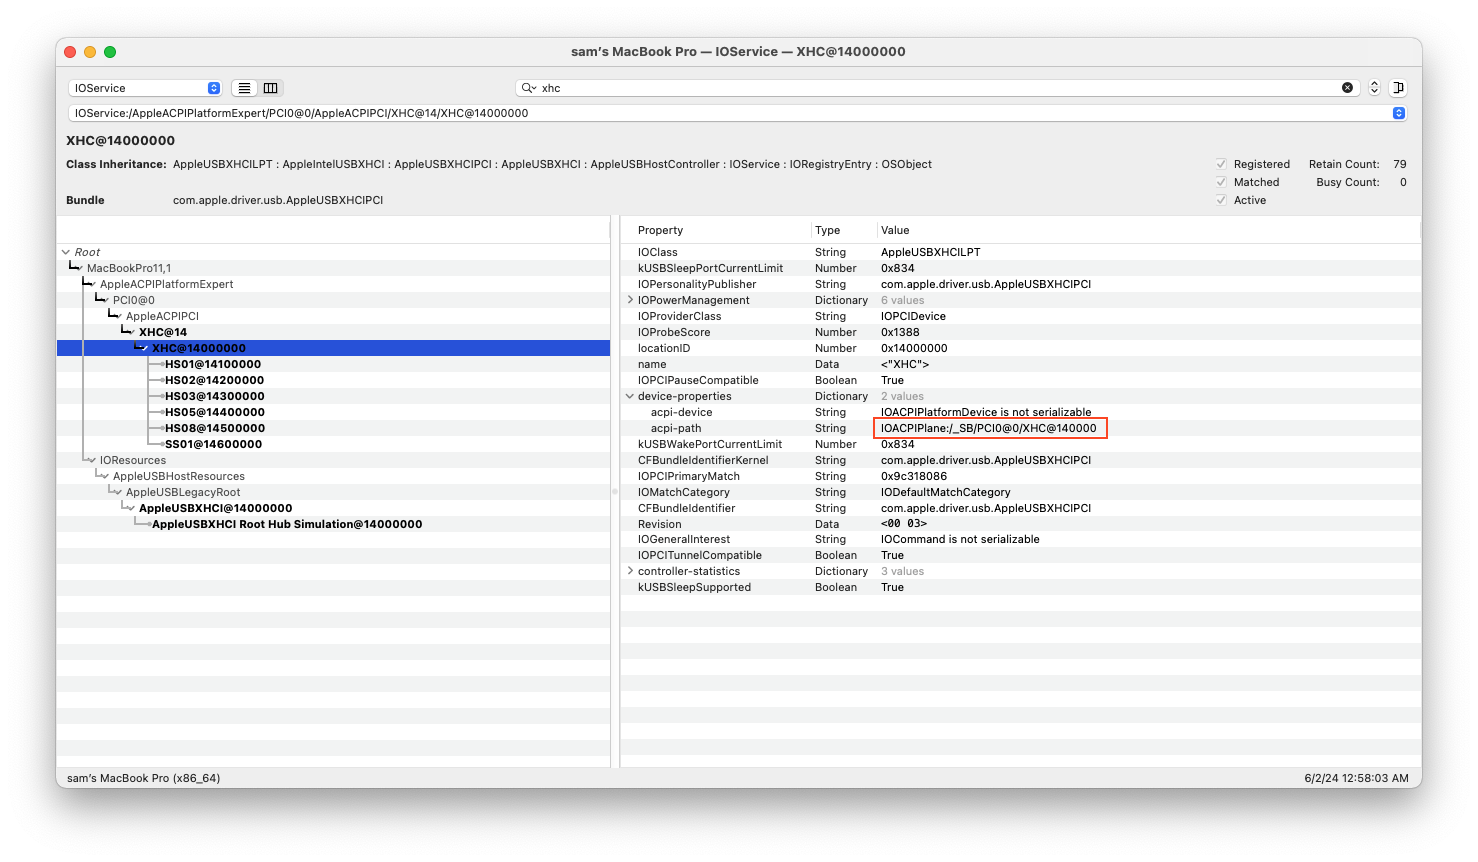 sam's MacBook Pro — IOService — XHC@14000000
IOService
xhc
IOService:/AppleACPIPlatformExpert/PCI0@0/AppleACPIPCI/XHC@14/XHC@14000000
XHC@14000000
Class Inheritance: AppleUSBXHCILPT : AppleIntelUSBXHCI : AppleUSBXHCIPCI : AppleUSBXHCI : AppleUSBHostController : IOService : IORegistryEntry : OSObject
Registered Retain Count: 79
Matched Busy Count: 0
Bundle com.apple.driver.usb.AppleUSBXHCIPCI
Active
Root
MacBookPro11,1
AppleACPIPlatformExpert
PCI0@0
AppleACPIPCI
XHC@14
XHC@14000000
HS01@14100000
HS02@14200000
HS03@14300000
HS05@14400000
HS08@14500000
SS01@14600000
IOResources
AppleUSBHostResources
AppleUSBLegacyRoot
AppleUSBXHCI@14000000
AppleUSBXHCI Root Hub Simulation@14000000
Property Type Value
IOClass String AppleUSBXHCILPT
kUSBSleepPortCurrentLimit Number 0x834
IOPersonalityPublisher String com.apple.driver.usb.AppleUSBXHCIPCI
IOPowerManagement Dictionary 6 values
IOProviderClass String IOPCIDevice
IOProbeScore Number 0x1388
locationID Number 0x14000000
name Data <"XHC">
IOPCIPauseCompatible Boolean True
device-properties Dictionary 2 values
acpi-device String IOACPIPlatformDevice is not serializable
acpi-path String IOACPIPlane:/_SB/PCI0@0/XHC@140000
kUSBWakePortCurrentLimit Number 0x834
CFBundleIdentifierKernel String com.apple.driver.usb.AppleUSBXHCIPCI
IOPCIPrimaryMatch String 0x9c318086
IOMatchCategory String IODefaultMatchCategory
CFBundleIdentifier String com.apple.driver.usb.AppleUSBXHCIPCI
Revision Data <00 03>
IOGeneralInterest String IOCommand is not serializable
IOPCITunnelCompatible Boolean True
controller-statistics Dictionary 3 values
kUSBSleepSupported Boolean True
sam's MacBook Pro (x86_64)
6/2/24 12:58:03 AM